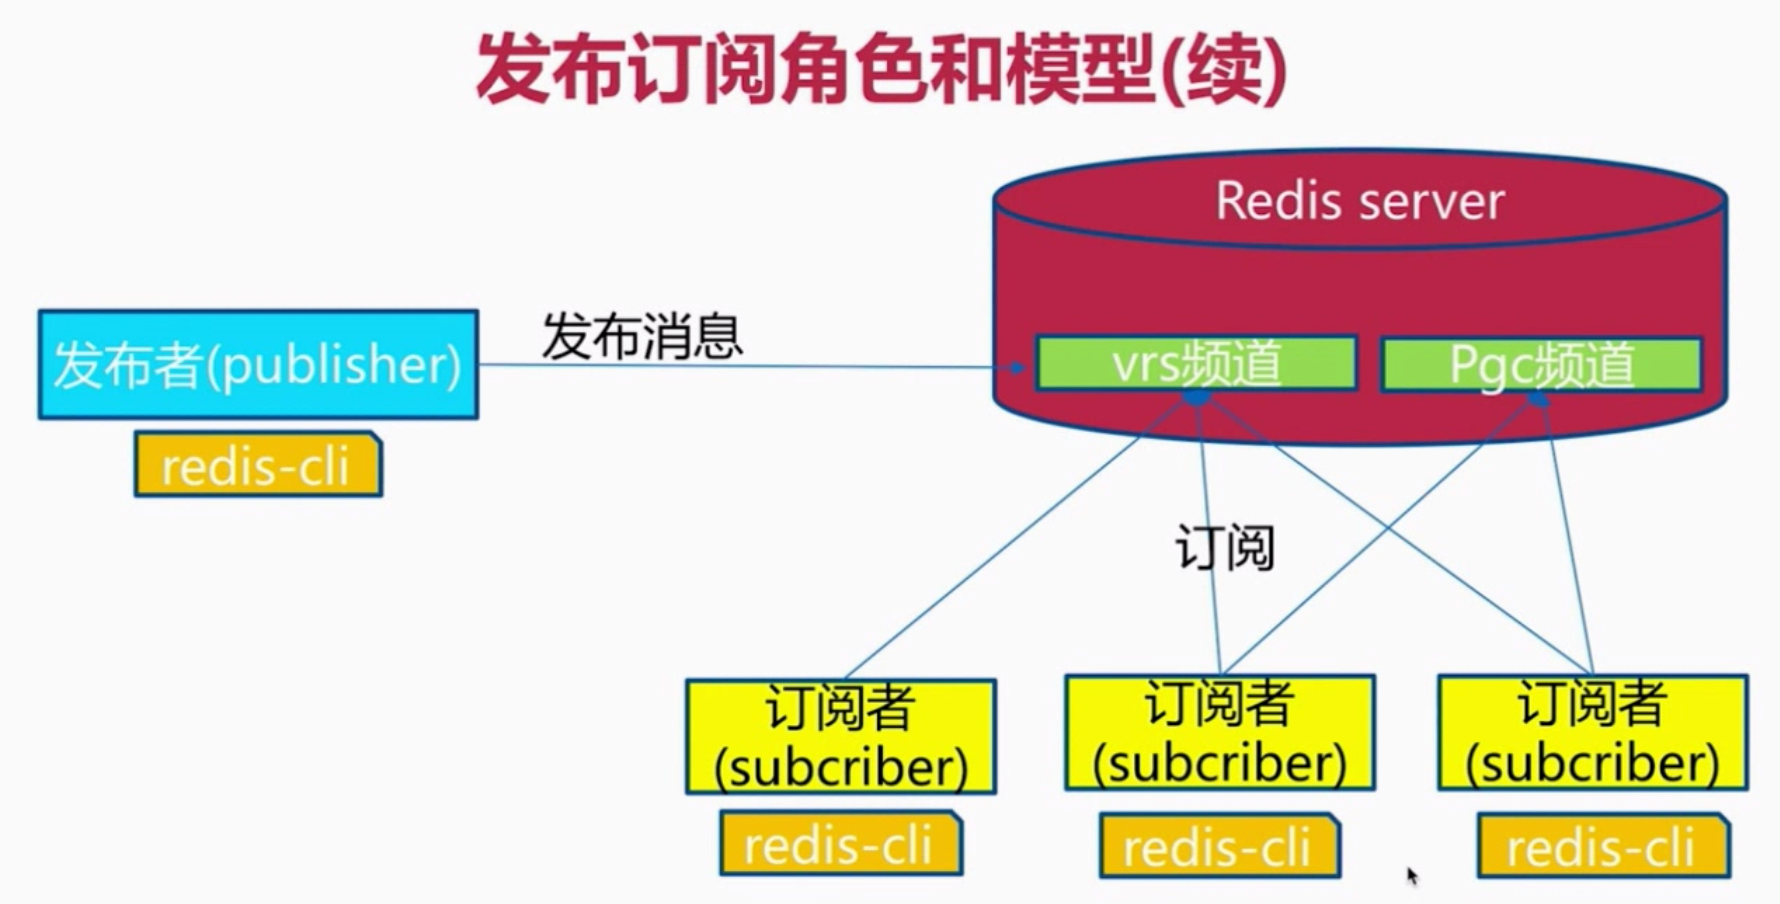 发布订阅角色和模型(续)
Redis server
发布消息
发布者(publisher)
vrs频道
Pgc频道
redis-cli
订阅
订阅者
(subcriber)
订阅者
(subcriber)
订阅者
(subcriber)
redis-cli
redis-cli
redis-cli